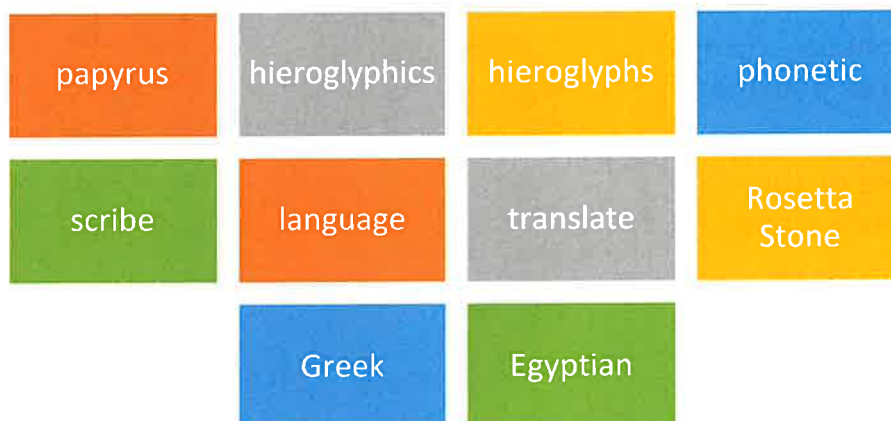 papyrus
hieroglyphics
hieroglyphs
phonetic
scribe
language
translate
Rosetta
Stone
Greek
Egyptian